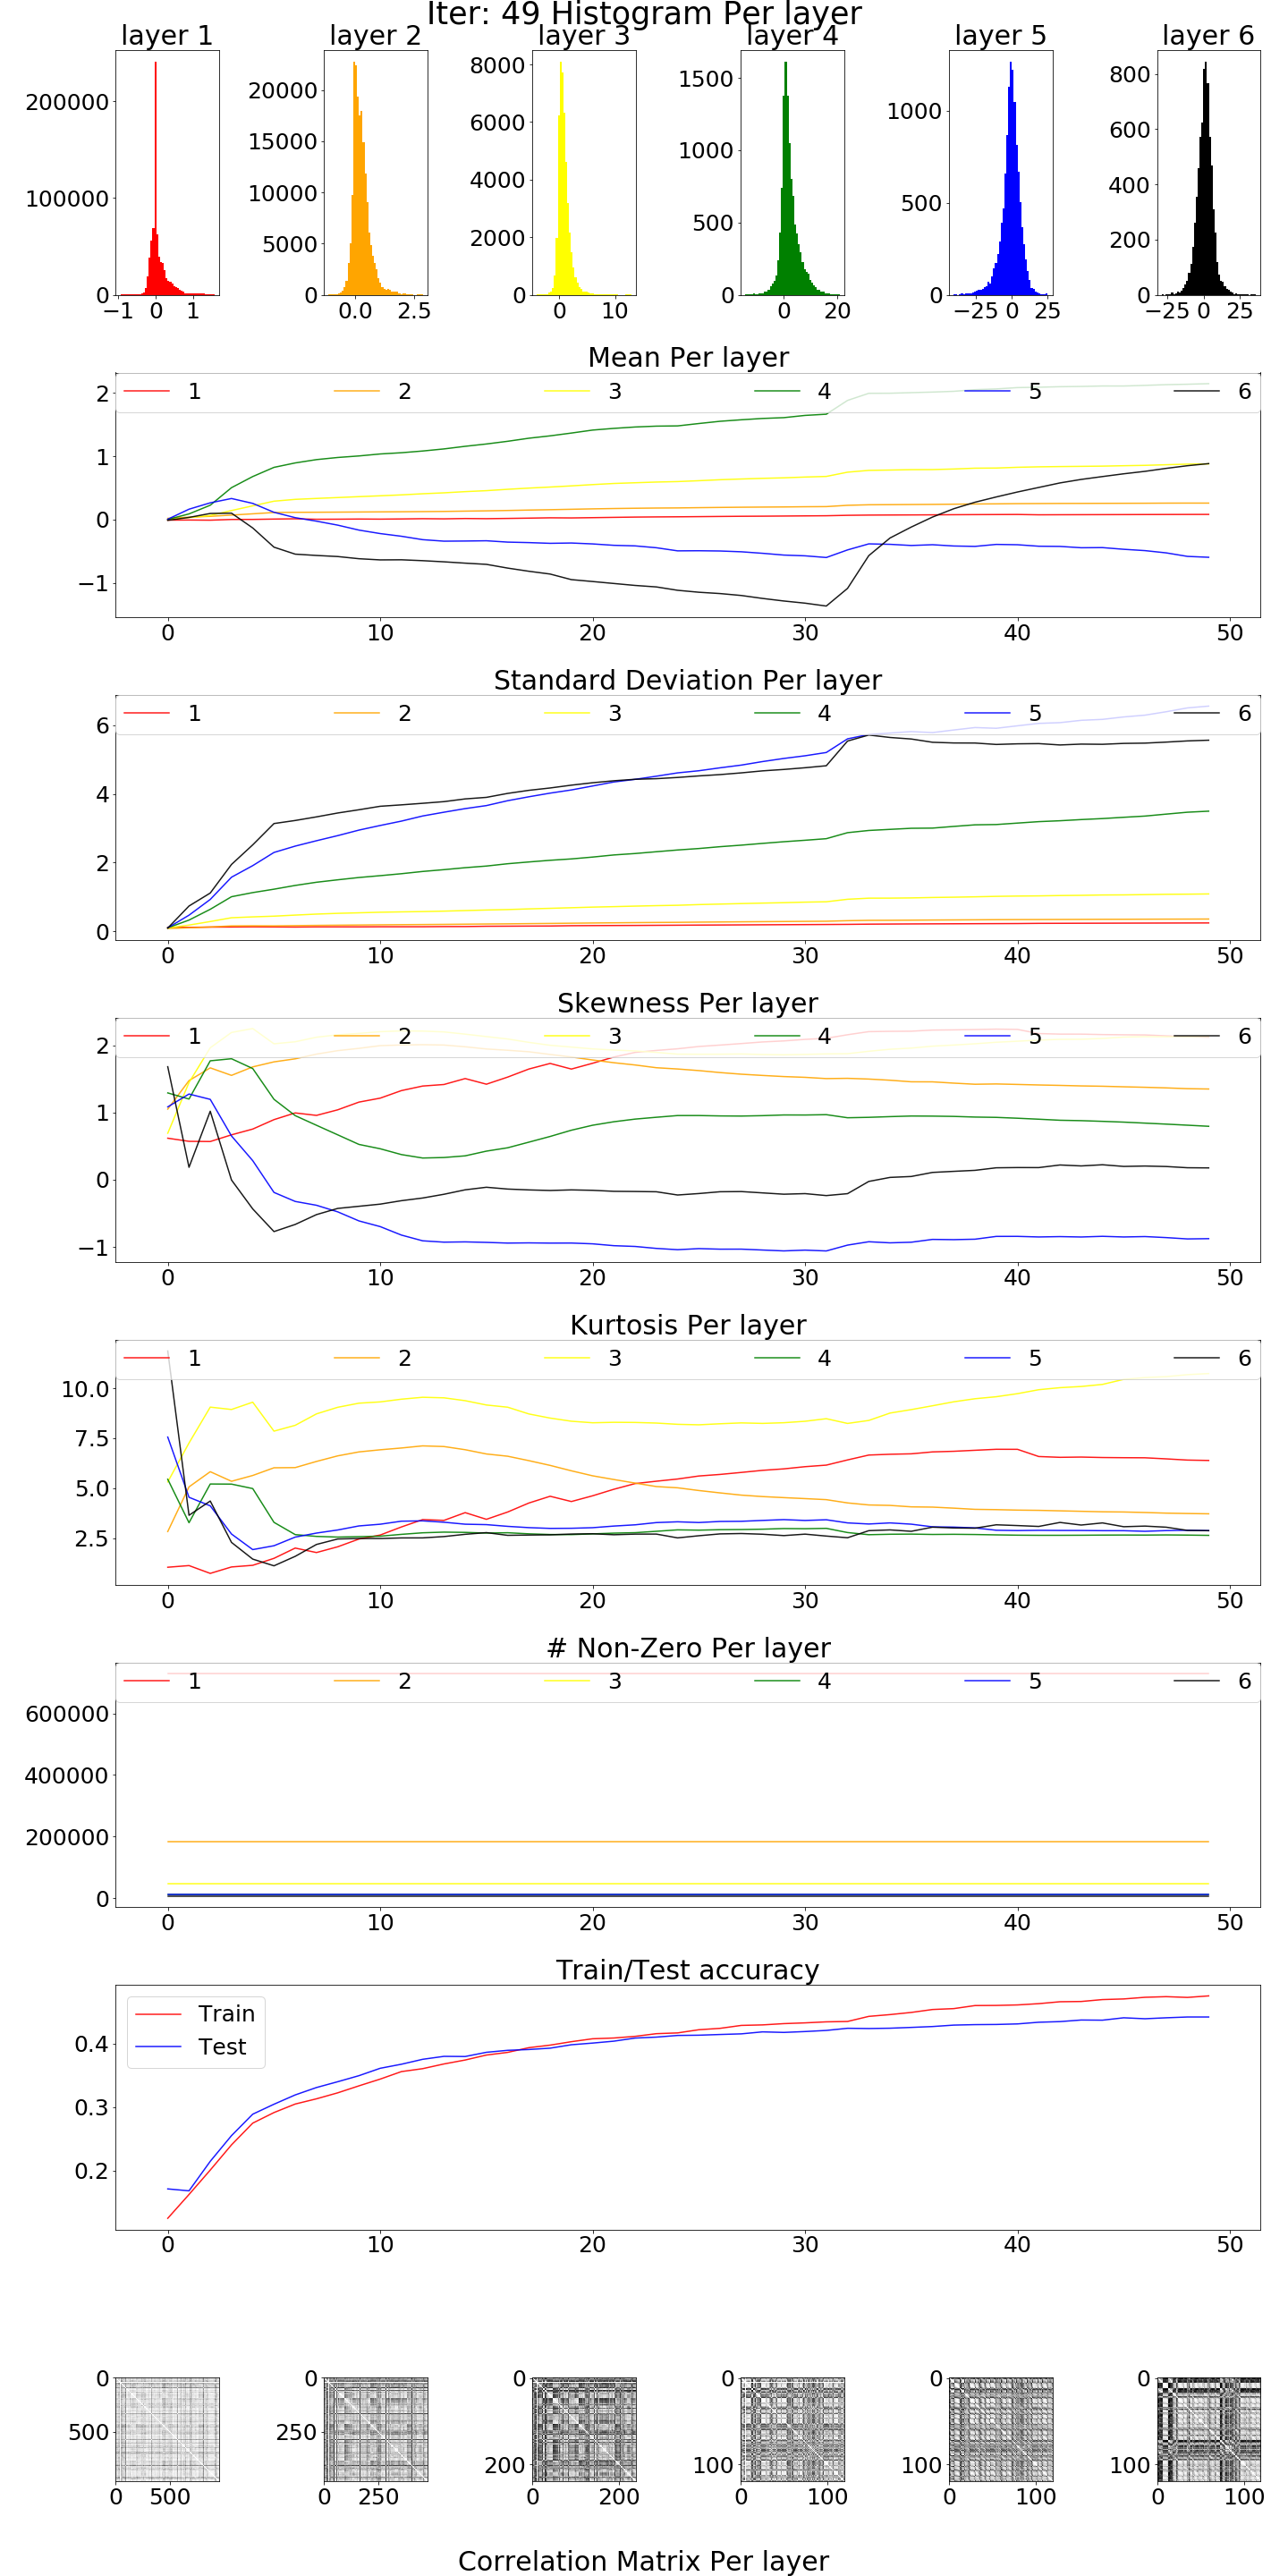 Iter: 49 Histogram Per layer
layer 1 layer 2 layer 3 layer 4 layer 5 layer 6
200000 100000 0 −1 0 1
20000 15000 10000 5000 0 0.0 2.5
8000 6000 4000 2000 0 0 10
1500 1000 500 0 0 20
1000 500 0 −25 0 25
800 600 400 200 0 −25 0 25
Mean Per layer
1 2 3 4 5 6
2
1
0
−1
0 10 20 30 40 50
Standard Deviation Per layer
1 2 3 4 5 6
6
4
2
0
0 10 20 30 40 50
Skewness Per layer
1 2 3 4 5 6
2
1
0
−1
0 10 20 30 40 50
Kurtosis Per layer
1 2 3 4 5 6
10.0
7.5
5.0
2.5
0 10 20 30 40 50
# Non-Zero Per layer
1 2 3 4 5 6
600000
400000
200000
0
0 10 20 30 40 50
Train/Test accuracy
Train
Test
0.4
0.3
0.2
0 10 20 30 40 50
0 500 0 500
0 250 0 250
0 200 0 200
0 100 0 100
0 100 0 100
0 100 0 100
Correlation Matrix Per layer